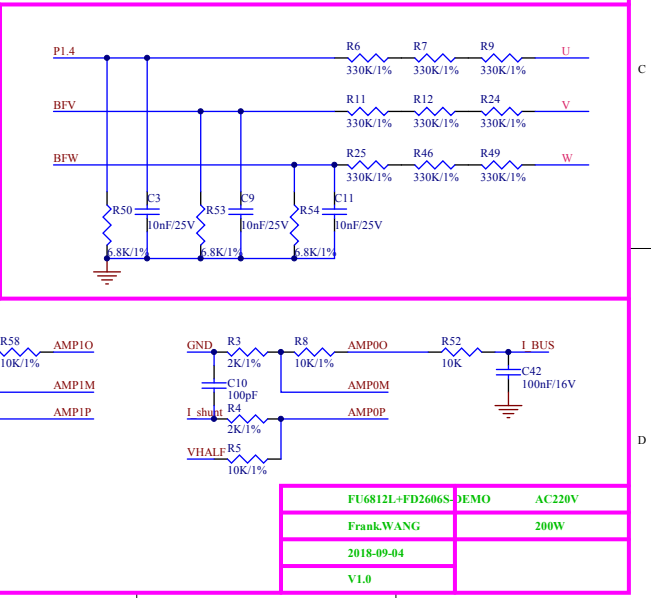 P1.4 R6 R7 R9 U
330K/1% 330K/1% 330K/1%
C
BFV R11 R12 R24 V
330K/1% 330K/1% 330K/1%
BFW R25 R46 R49 W
330K/1% 330K/1% 330K/1%
C3 C9 C11
R50 R53 R54
10nF/25V 10nF/25V 10nF/25V
6.8K/1% 6.8K/1% 6.8K/1%
R58 AMP1O GND R3 R8 AMP0O R52 I_BUS
10K/1% 2K/1% 10K/1% 10K
C42
100nF/16V
AMP1M C10 AMP0M
100pF
AMP1P I_shunt R4 AMP0P
2K/1%
D
VHALF R5
10K/1%
FU6812L+FD2606S-DEMO AC220V
Frank.WANG 200W
2018-09-04
V1.0